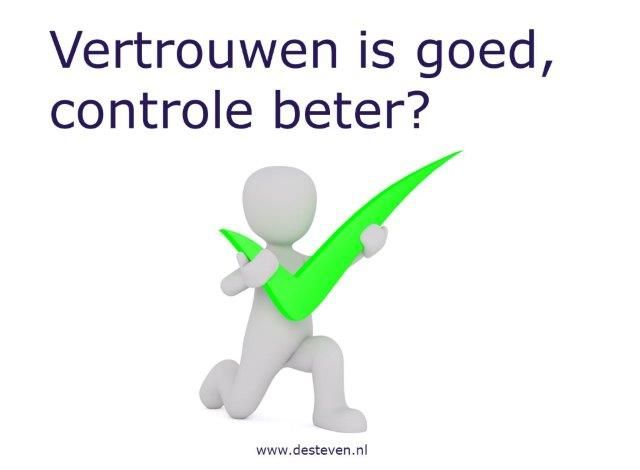 Vertrouwen is goed,
controle beter?
www.desteven.nl